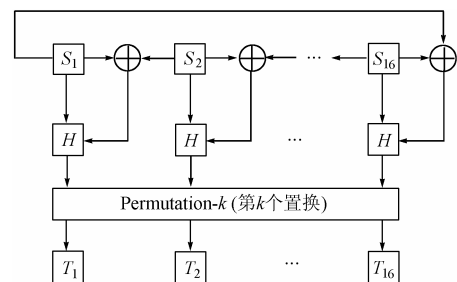 S1 S2 ... S16
H H ... H
Permutation-k (第k个置换)
T1 T2 ... T16